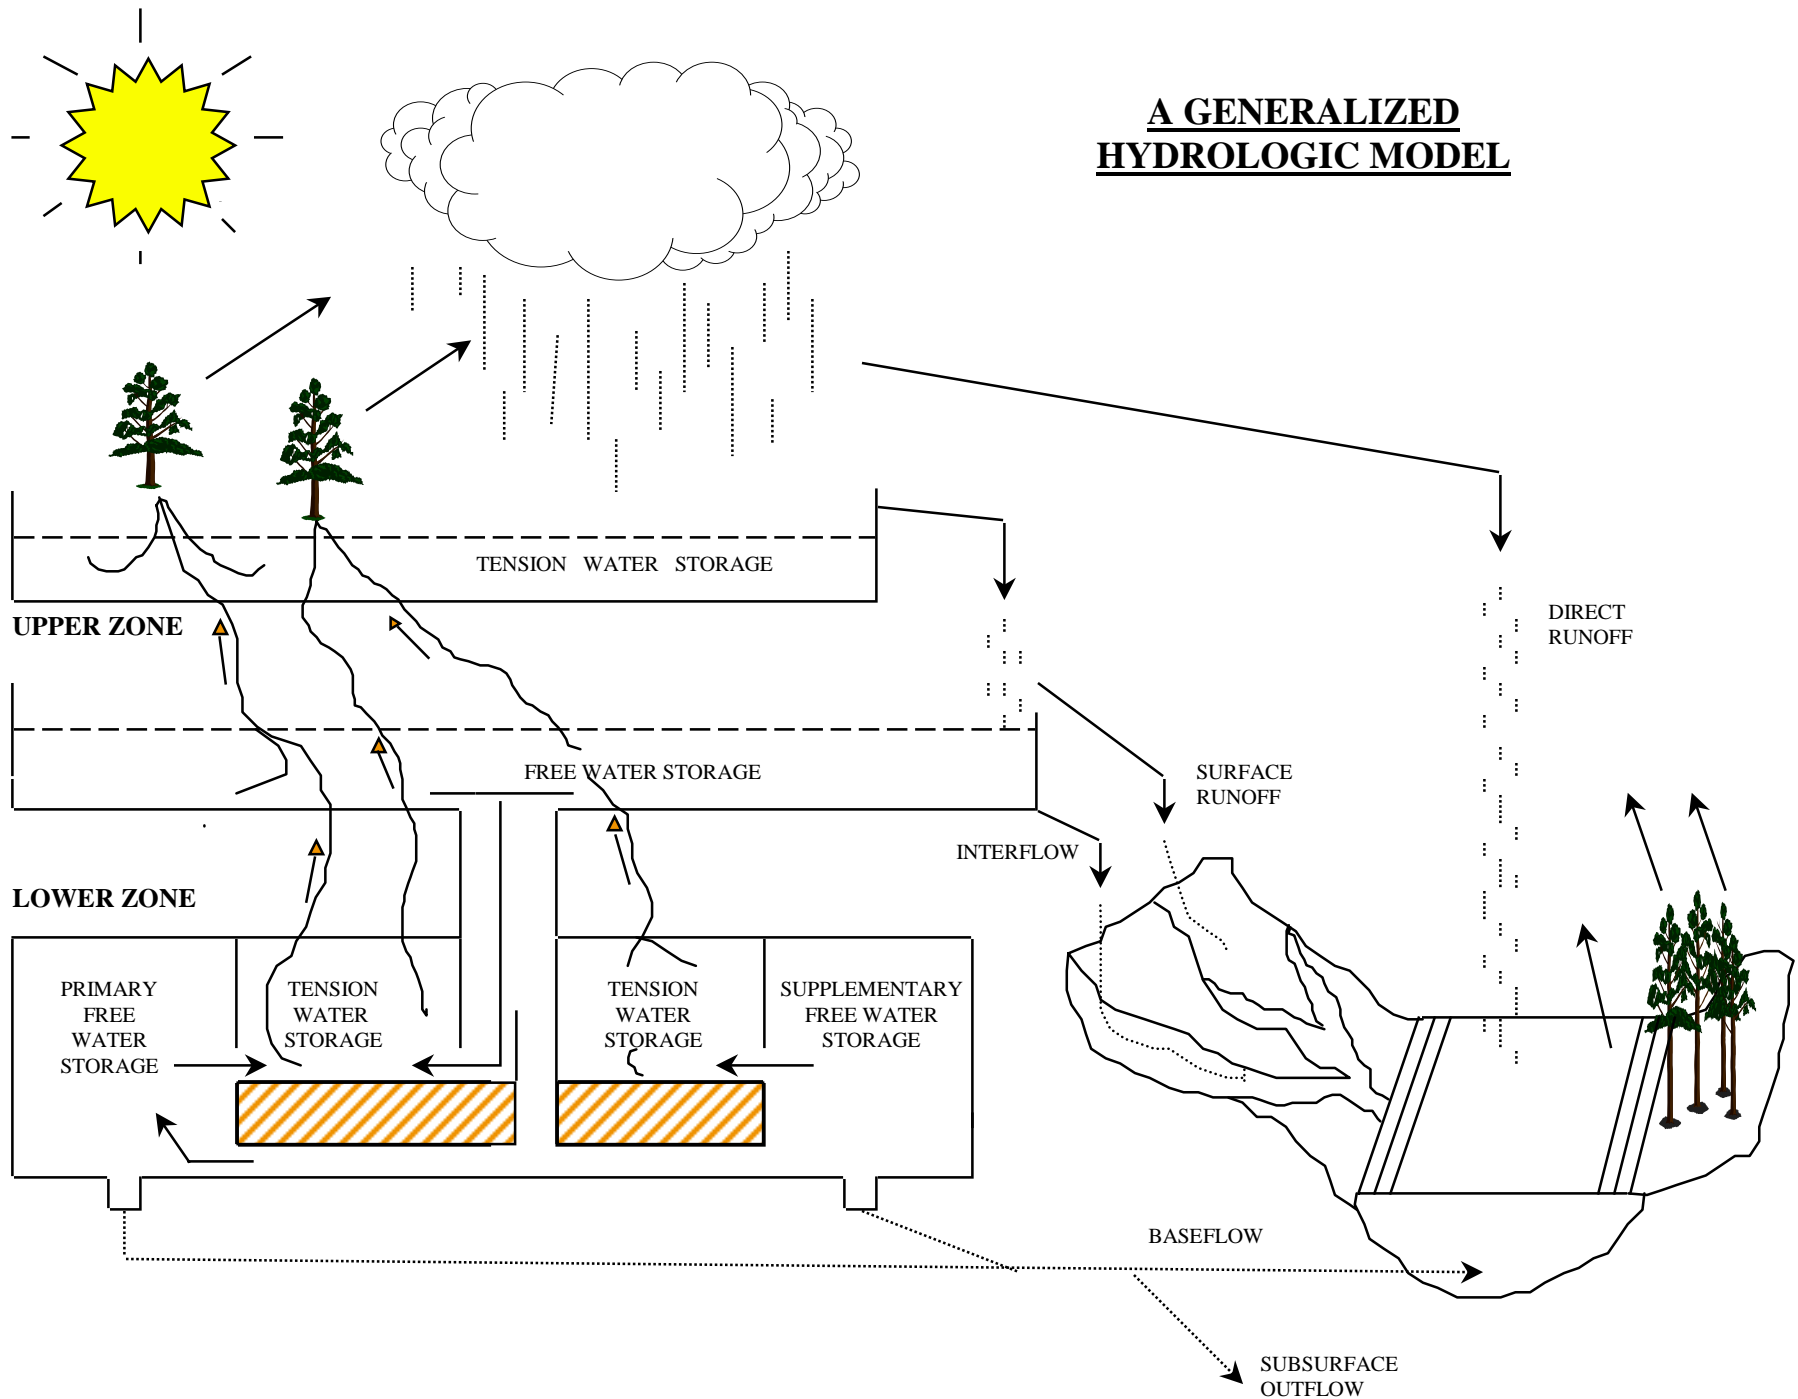 A GENERALIZED
HYDROLOGIC MODEL
TENSION WATER STORAGE
UPPER ZONE
DIRECT
RUNOFF
FREE WATER STORAGE
SURFACE
RUNOFF
INTERFLOW
LOWER ZONE
PRIMARY
FREE
WATER
STORAGE
TENSION
WATER
STORAGE
TENSION
WATER
STORAGE
SUPPLEMENTARY
FREE WATER
STORAGE
BASEFLOW
SUBSURFACE
OUTFLOW